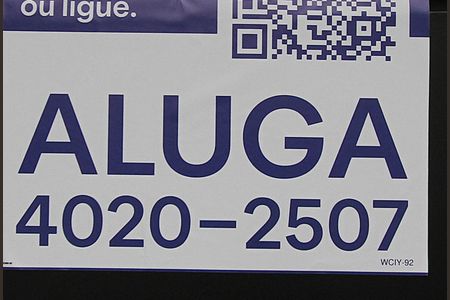 ou ligue.
ALUGA
4020-2507
WCIY-92